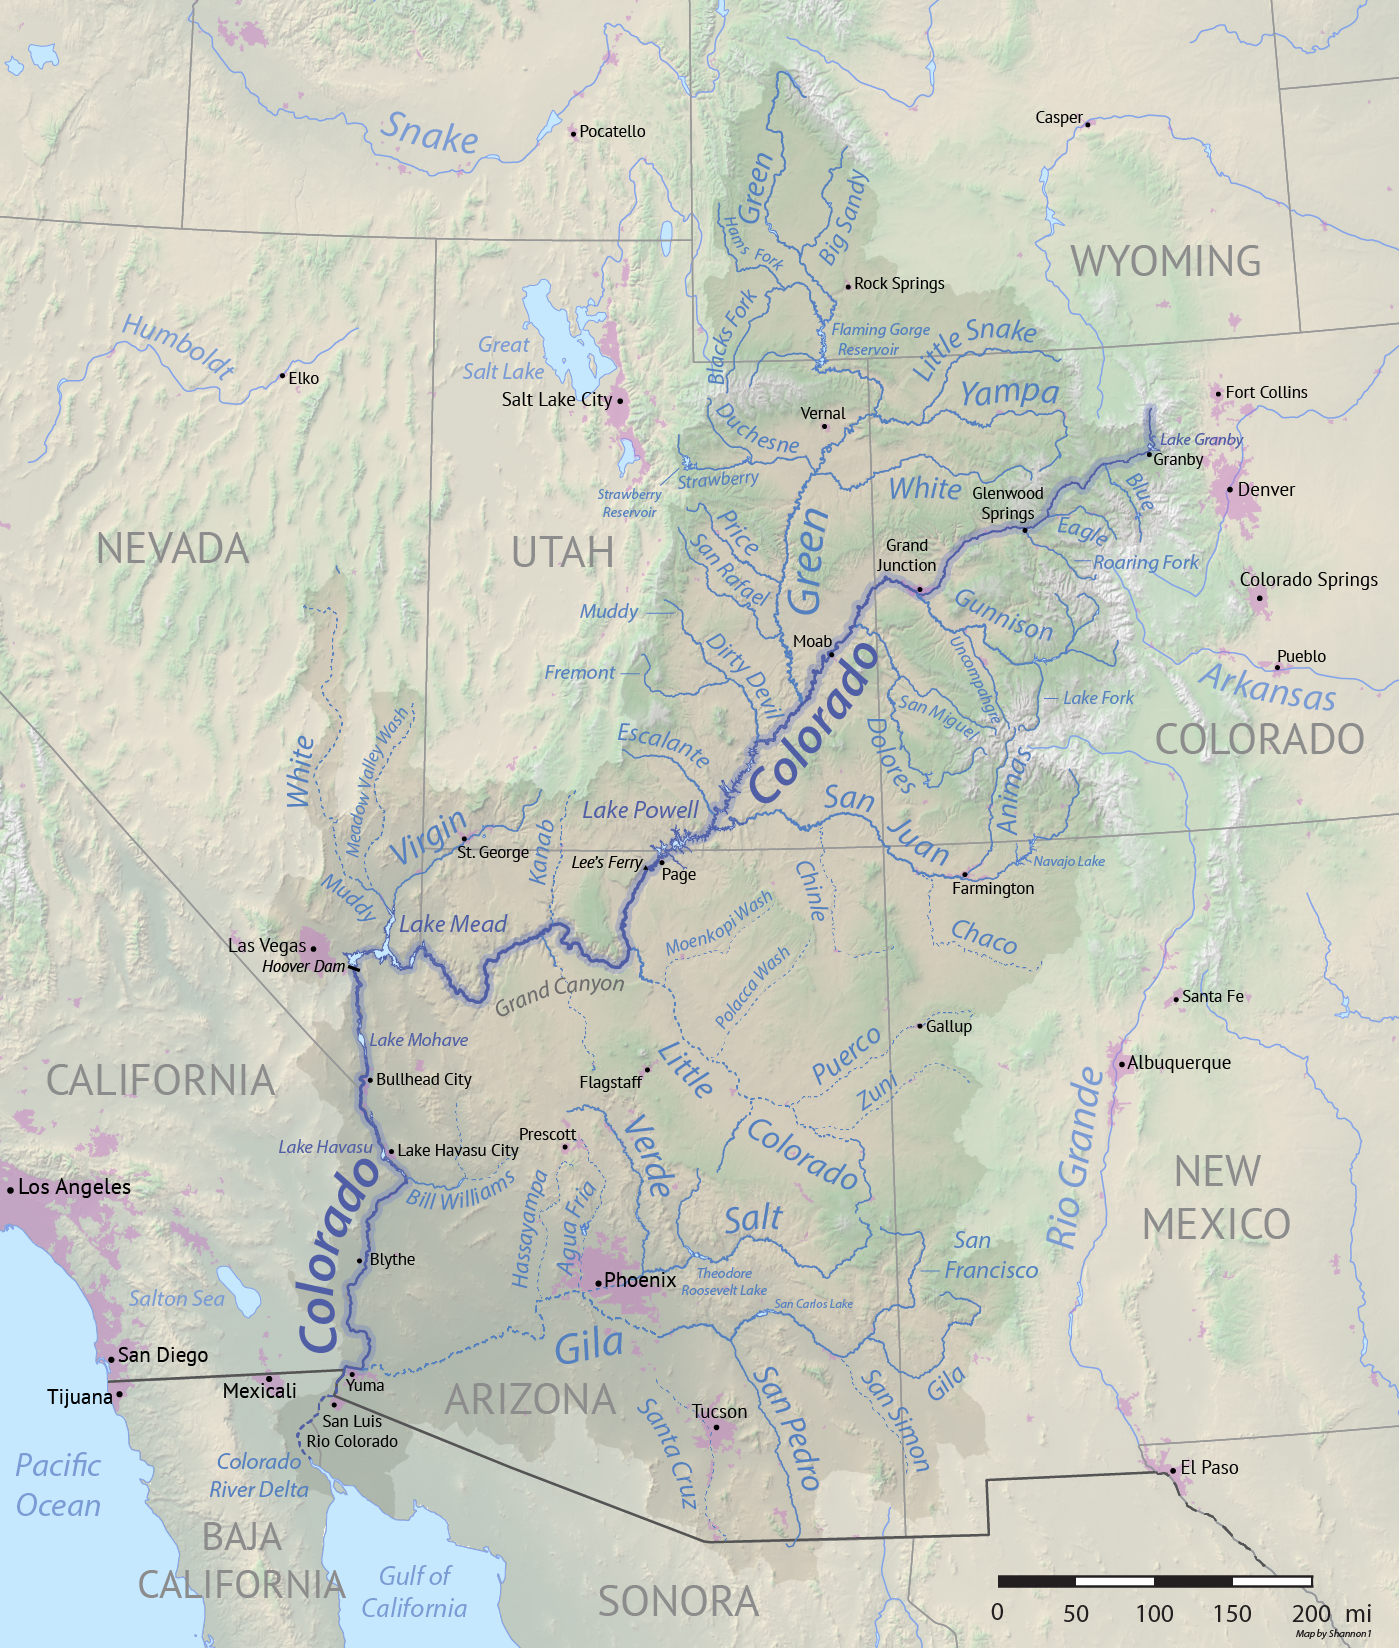 Snake
Pocatello
Casper
Green
Big Sandy
Hams Fork
WYOMING
Rock Springs
Humboldt
Elko
Great
Salt Lake
Salt Lake City
Blacks Fork
Flaming Gorge
Reservoir
Little Snake
Yampa
Fort Collins
Vernal
Duchesne
Lake Granby
Granby
Strawberry
Strawberry
Reservoir
White
Glenwood
Springs
Blue
Denver
NEVADA
UTAH
Price
San Rafael
Green
Grand
Junction
Eagle
Roaring Fork
Colorado Springs
Muddy
Gunnison
Moab
Dirty Devil
Uncompahgre
Pueblo
Fremont
Arkansas
Lake Fork
San Miguel
Colorado
COLORADO
Dolores
Escalante
White
Meadow Valley Wash
Animas
Lake Powell
San
Juan
Virgin
St. George
Kanab
Lee's Ferry
Page
Navajo Lake
Farmington
Chinle
Muddy
Lake Mead
Moenkopi Wash
Chaco
Las Vegas
Hoover Dam
Grand Canyon
Polacca Wash
Santa Fe
Gallup
Lake Mohave
Puerco
Albuquerque
CALIFORNIA
Bullhead City
Flagstaff
Little
Zuni
Rio Grande
Prescott
Verde
Colorado
Lake Havasu
Lake Havasu City
NEW
MEXICO
Los Angeles
Colorado
Bill Williams
Hassayampa
Agua Fria
Salt
San
Francisco
Blythe
Phoenix
Theodore
Roosevelt Lake
Salton Sea
San Carlos Lake
San Diego
Gila
Gila
Mexicali
Yuma
ARIZONA
San Pedro
San Simon
Tijuana
San Luis
Rio Colorado
Santa Cruz
Tucson
Pacific
Ocean
Colorado
River Delta
El Paso
BAJA
CALIFORNIA
Gulf of
California
SONORA
0 50 100 150 200 mi
Map by Shannon1